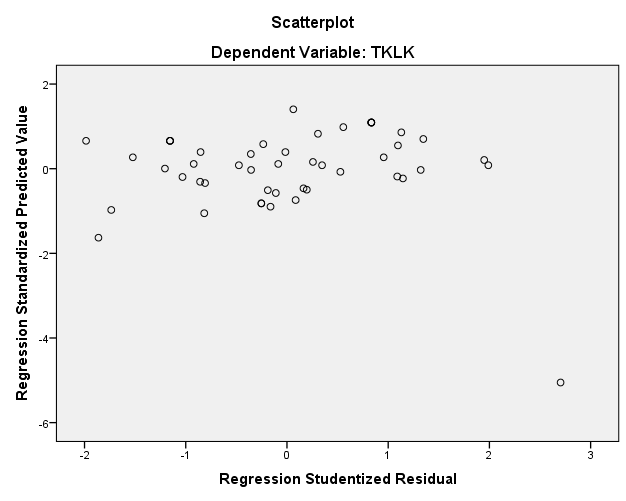 Scatterplot
Dependent Variable: TKLK
Regression Standardized Predicted Value
2
0
-2
-4
-6
-2
-1
0
1
2
3
Regression Studentized Residual